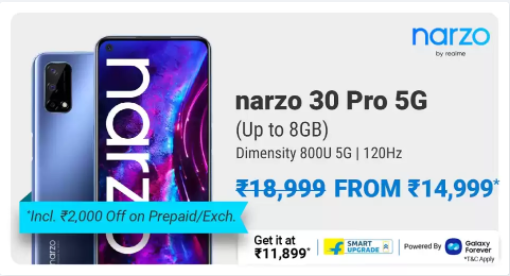 narzo
by realme
narzo
narzo
narzo 30 Pro 5G
(Up to 8GB)
Dimensity 800U 5G | 120Hz
₹18,999 FROM ₹14,999*
*Incl. ₹2,000 Off on Prepaid/Exch.
Get it at
₹11,899*
SMART
UPGRADE
Powered By
Galaxy
Forever
*T&C Apply